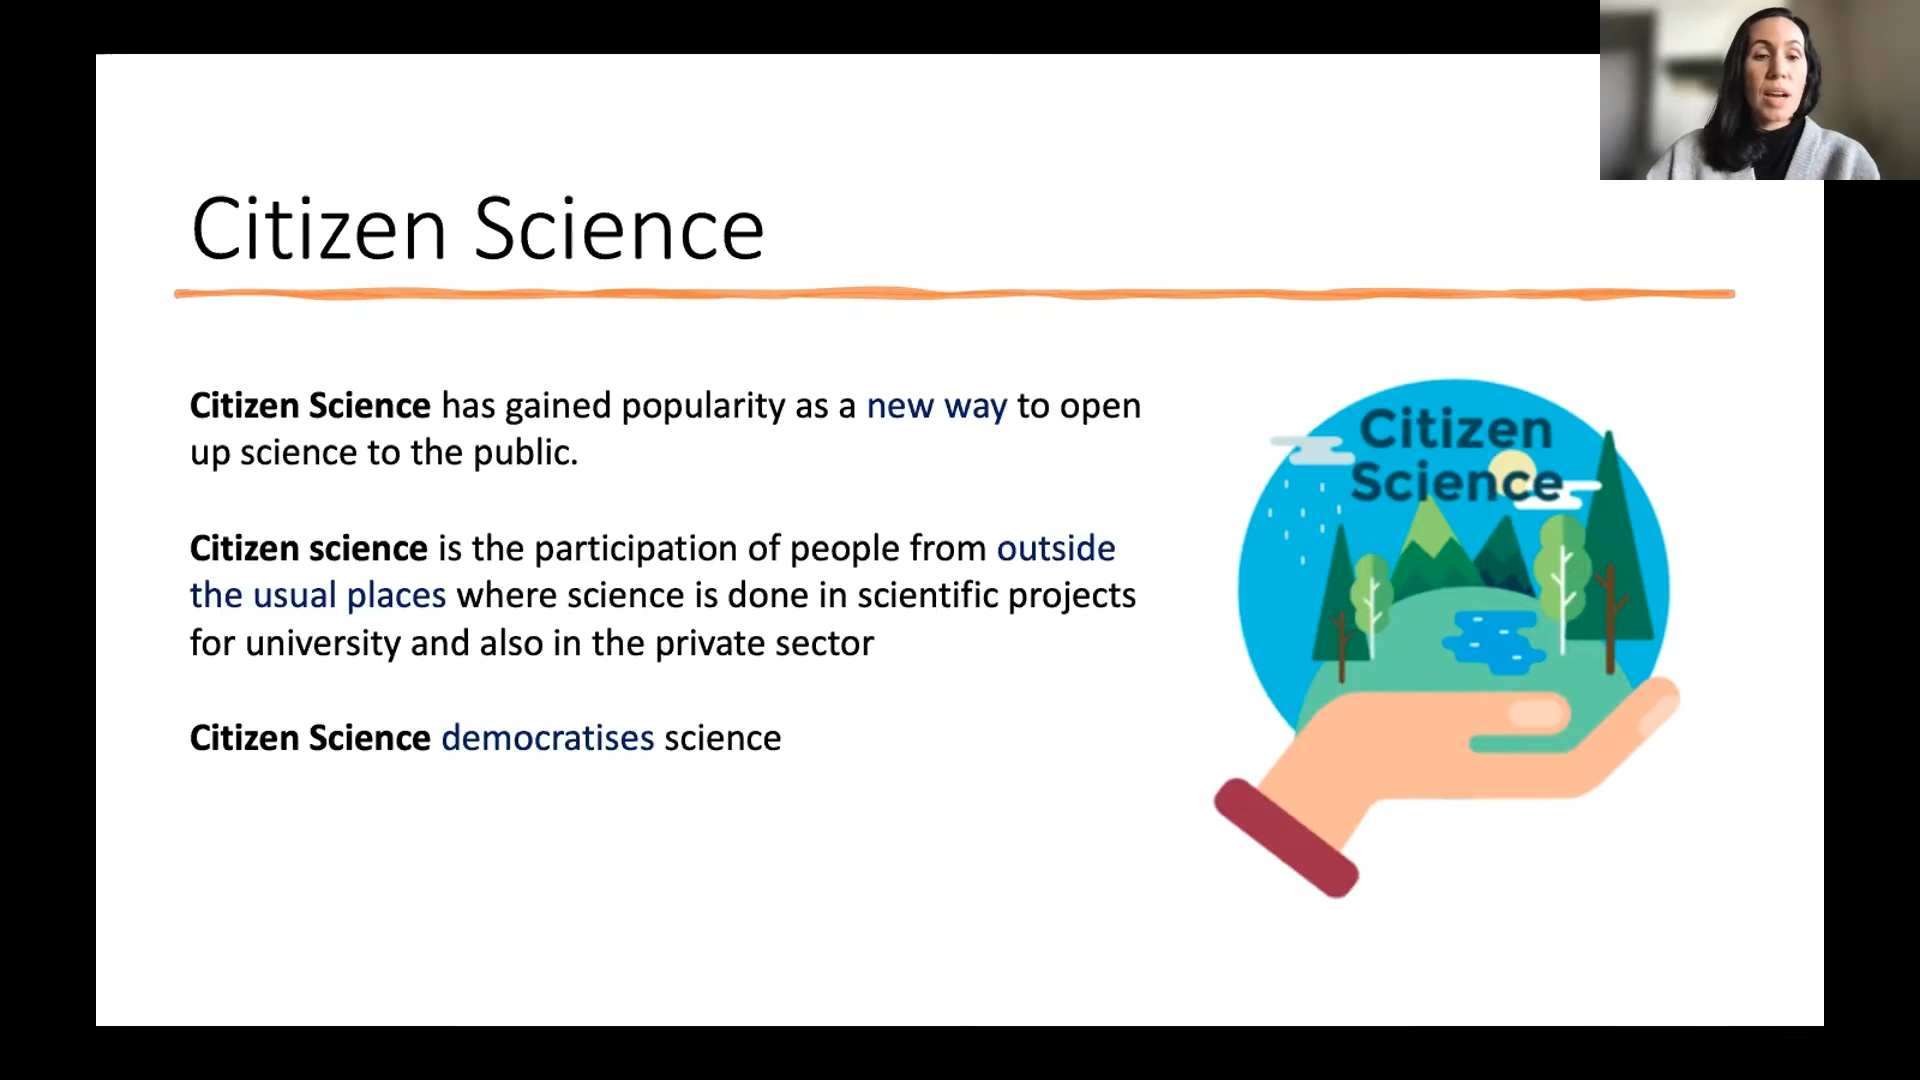 Citizen Science
Citizen Science has gained popularity as a new way to open
up science to the public.
Citizen science is the participation of people from outside
the usual places where science is done in scientific projects
for university and also in the private sector
Citizen Science democratises science
Citizen
Science